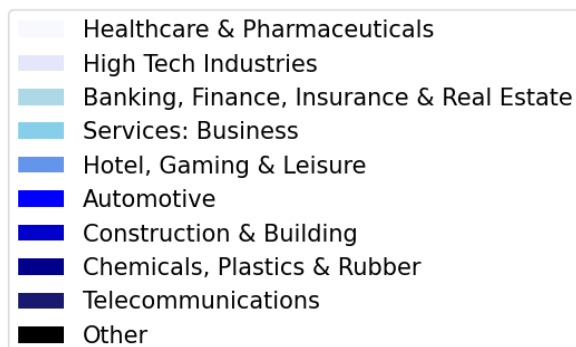 Healthcare & Pharmaceuticals
High Tech Industries
Banking, Finance, Insurance & Real Estate
Services: Business
Hotel, Gaming & Leisure
Automotive
Construction & Building
Chemicals, Plastics & Rubber
Telecommunications
Other